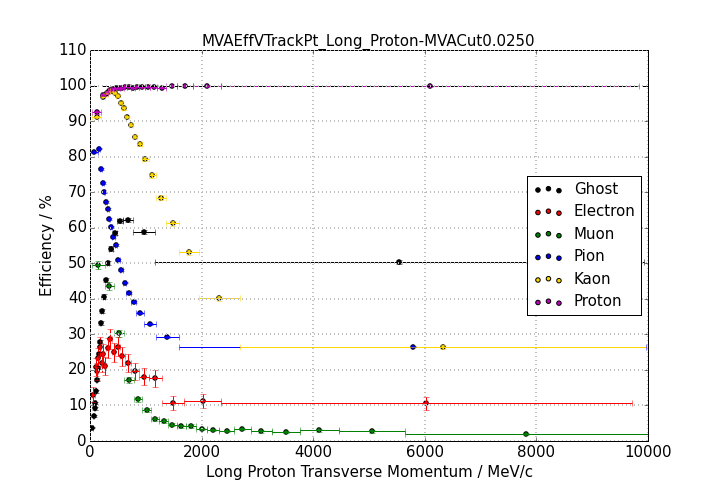 MVAEffVTrackPt_Long_Proton-MVACut0.0250
110
100
90
80
70
60
50
40
30
20
10
0
Efficiency / %
Ghost
Electron
Muon
Pion
Kaon
Proton
0 2000 4000 6000 8000 10000
Long Proton Transverse Momentum / MeV/c